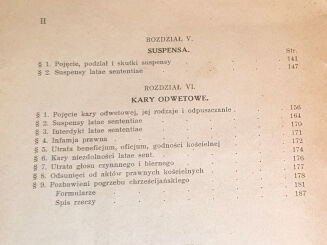 II
ROZDZIAŁ V.
SUSPENSA.
Str.
§ 1. Pojęcie, podział i skutki suspensy . . . . 141
§ 2. Suspensy latae sententiae . . . . 147
ROZDZIAŁ VI.
KARY ODWETOWE.
§ 1. Pojęcie kary odwetowej, jej rodzaje i odpuszczanie . 156
§ 2. Suspensy latae sententiae . . . . 164
§ 3. Interdykt latae sententiae . . . . 170
§ 4. Infamja prawna . . . . 171
§ 5. Utrata beneficjum, oficjum, godności kościelnej . 174
§ 6. Kary niezdolności latae sent. . . . . 176
§ 7. Utrata głosu czynnego i biernego . . . . 177
§ 8. Odsunięci od aktów prawnych kościelnych . . 178
§ 9. Pozbawieni pogrzebu chrześcijańskiego . . 181
Formularze . . . . 187
Spis rzeczy . . . .